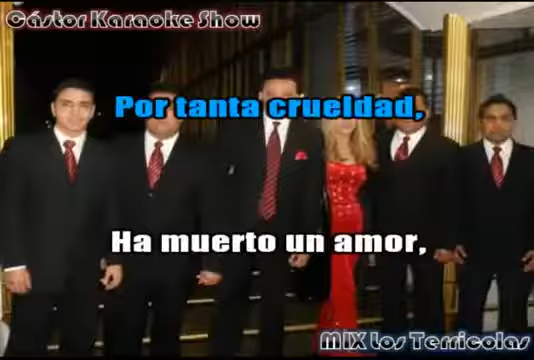 Cástor Karaoke Show
Por tanta crueldad,
Ha muerto un amor,
MIX Los Terricolas